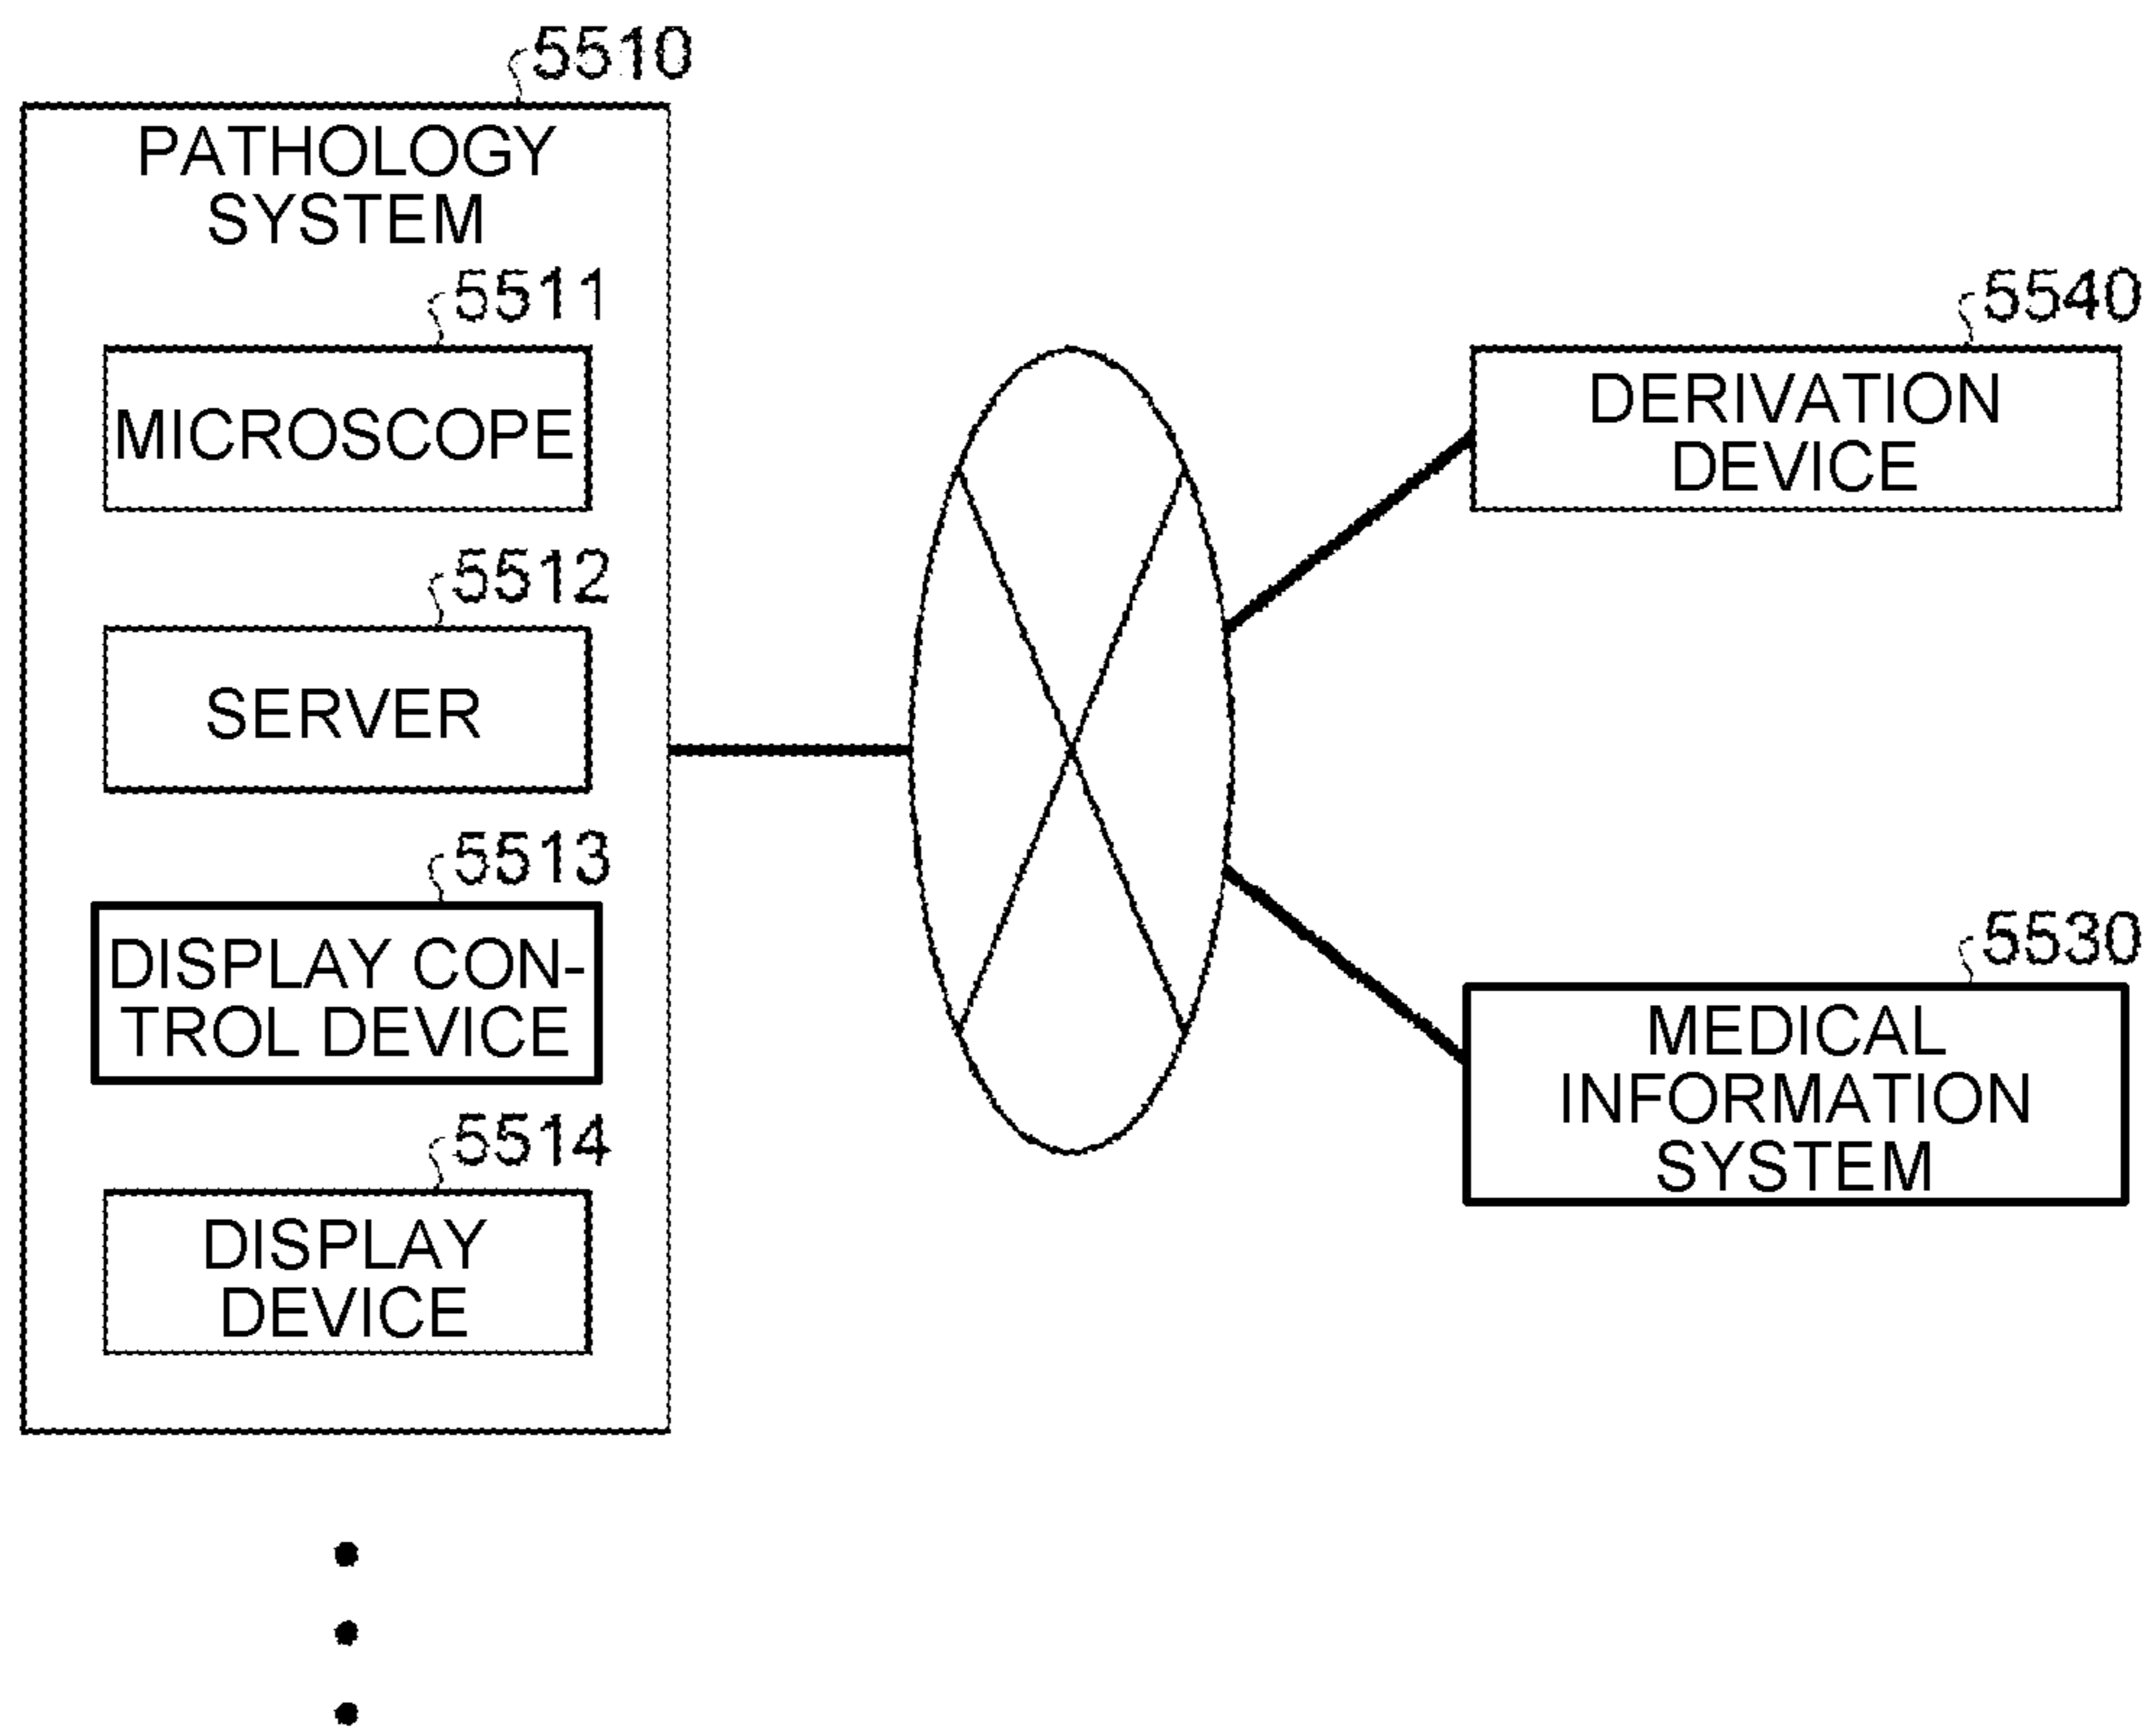 5510
PATHOLOGY
SYSTEM
5511
MICROSCOPE
5512
SERVER
5513
DISPLAY CON-
TROL DEVICE
5514
DISPLAY
DEVICE
5540
DERIVATION
DEVICE
5530
MEDICAL
INFORMATION
SYSTEM